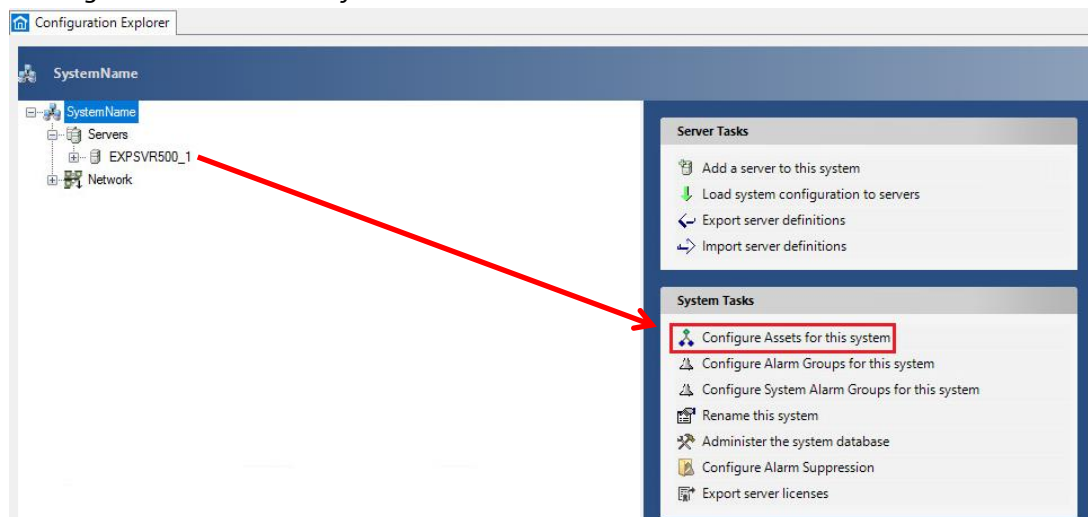 Configuration Explorer
SystemName
SystemName
Servers
EXPSVR500_1
Network
Server Tasks
Add a server to this system
Load system configuration to servers
Export server definitions
Import server definitions
System Tasks
Configure Assets for this system
Configure Alarm Groups for this system
Configure System Alarm Groups for this system
Rename this system
Administer the system database
Configure Alarm Suppression
Export server licenses